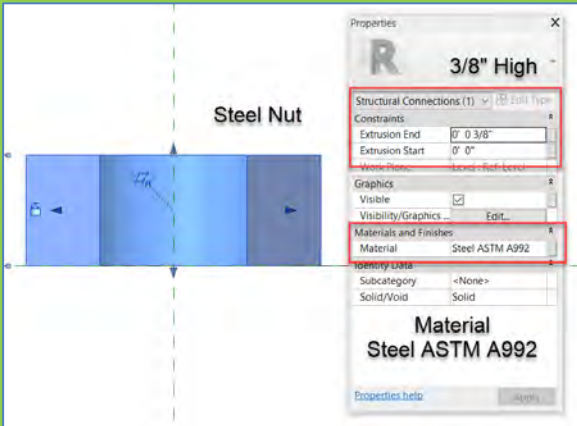 Properties
X
R
3/8" High
Structural Connections (1)
Edit Type
Constraints
Extrusion End 0' 0 3/8"
Extrusion Start 0' 0"
Work Plane Level : Ref. Level
Graphics
Visible
Visibility/Graphics ... Edit...
Materials and Finishes
Material Steel ASTM A992
Identity Data
Subcategory <None>
Solid/Void Solid
Material
Steel ASTM A992
Properties help
Apply
Steel Nut